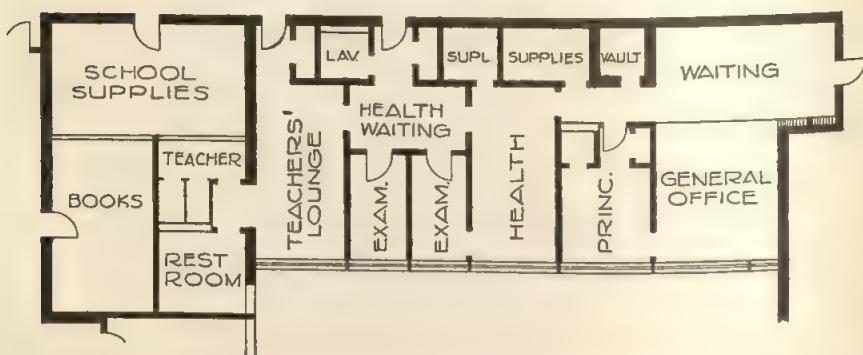 SCHOOL
SUPPLIES
LAV.
SUPL
SUPPLIES
VAULT
WAITING
HEALTH
WAITING
TEACHER
TEACHERS'
LOUNGE
BOOKS
EXAM.
EXAM.
HEALTH
PRINC.
GENERAL
OFFICE
REST
ROOM